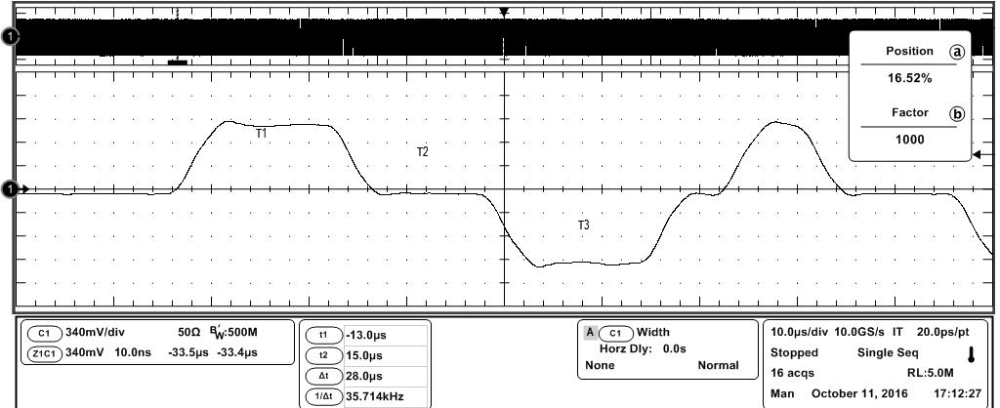 1
Position a
16.52%
Factor b
1000
T1
T2
1
T3
C1 340mV/div 50Ω BW:500M
Z1C1 340mV 10.0ns -33.5µs -33.4µs
t1 -13.0µs
t2 15.0µs
Δt 28.0µs
1/Δt 35.714kHz
A C1 Width
Horz Dly: 0.0s
None Normal
10.0µs/div 10.0GS/s IT 20.0ps/pt
Stopped Single Seq
16 acqs RL:5.0M
Man October 11, 2016 17:12:27